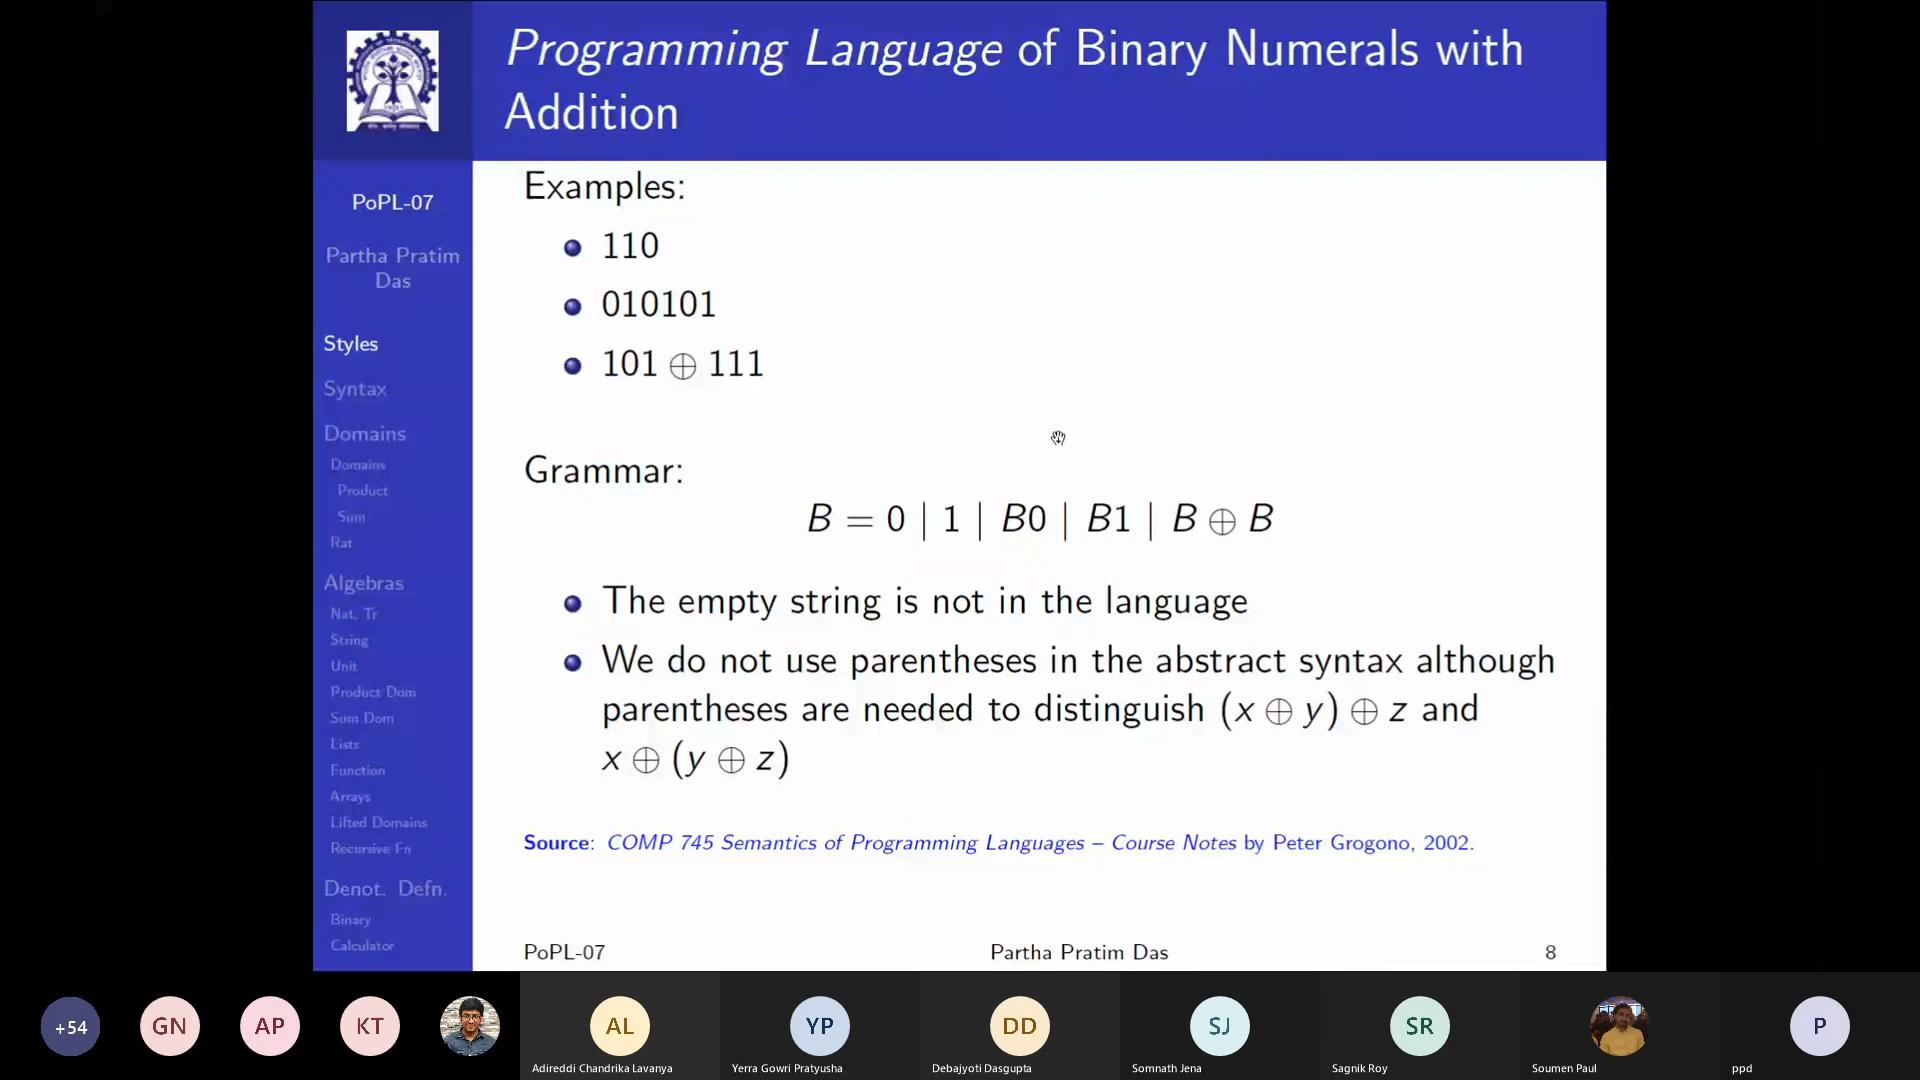 Programming Language of Binary Numerals with
Addition
PoPL-07
Partha Pratim
Das
Styles
Syntax
Domains
Domains
Product
Sum
Rat
Algebras
Nat. Tr
String
Unit
Product Dom
Sum Dom
Lists
Function
Arrays
Lifted Domains
Recursive Fn
Denot. Defn.
Binary
Calculator
Examples:
110
010101
101 ⊕ 111
Grammar:
B = 0 | 1 | B0 | B1 | B ⊕ B
The empty string is not in the language
We do not use parentheses in the abstract syntax although
parentheses are needed to distinguish (x ⊕ y) ⊕ z and
x ⊕ (y ⊕ z)
Source: COMP 745 Semantics of Programming Languages – Course Notes by Peter Grogono, 2002.
PoPL-07 Partha Pratim Das 8
+54 GN AP KT AL YP DD SJ SR P
Adireddi Chandrika Lavanya Yerra Gowri Pratyusha Debajyoti Dasgupta Somnath Jena Sagnik Roy Soumen Paul ppd